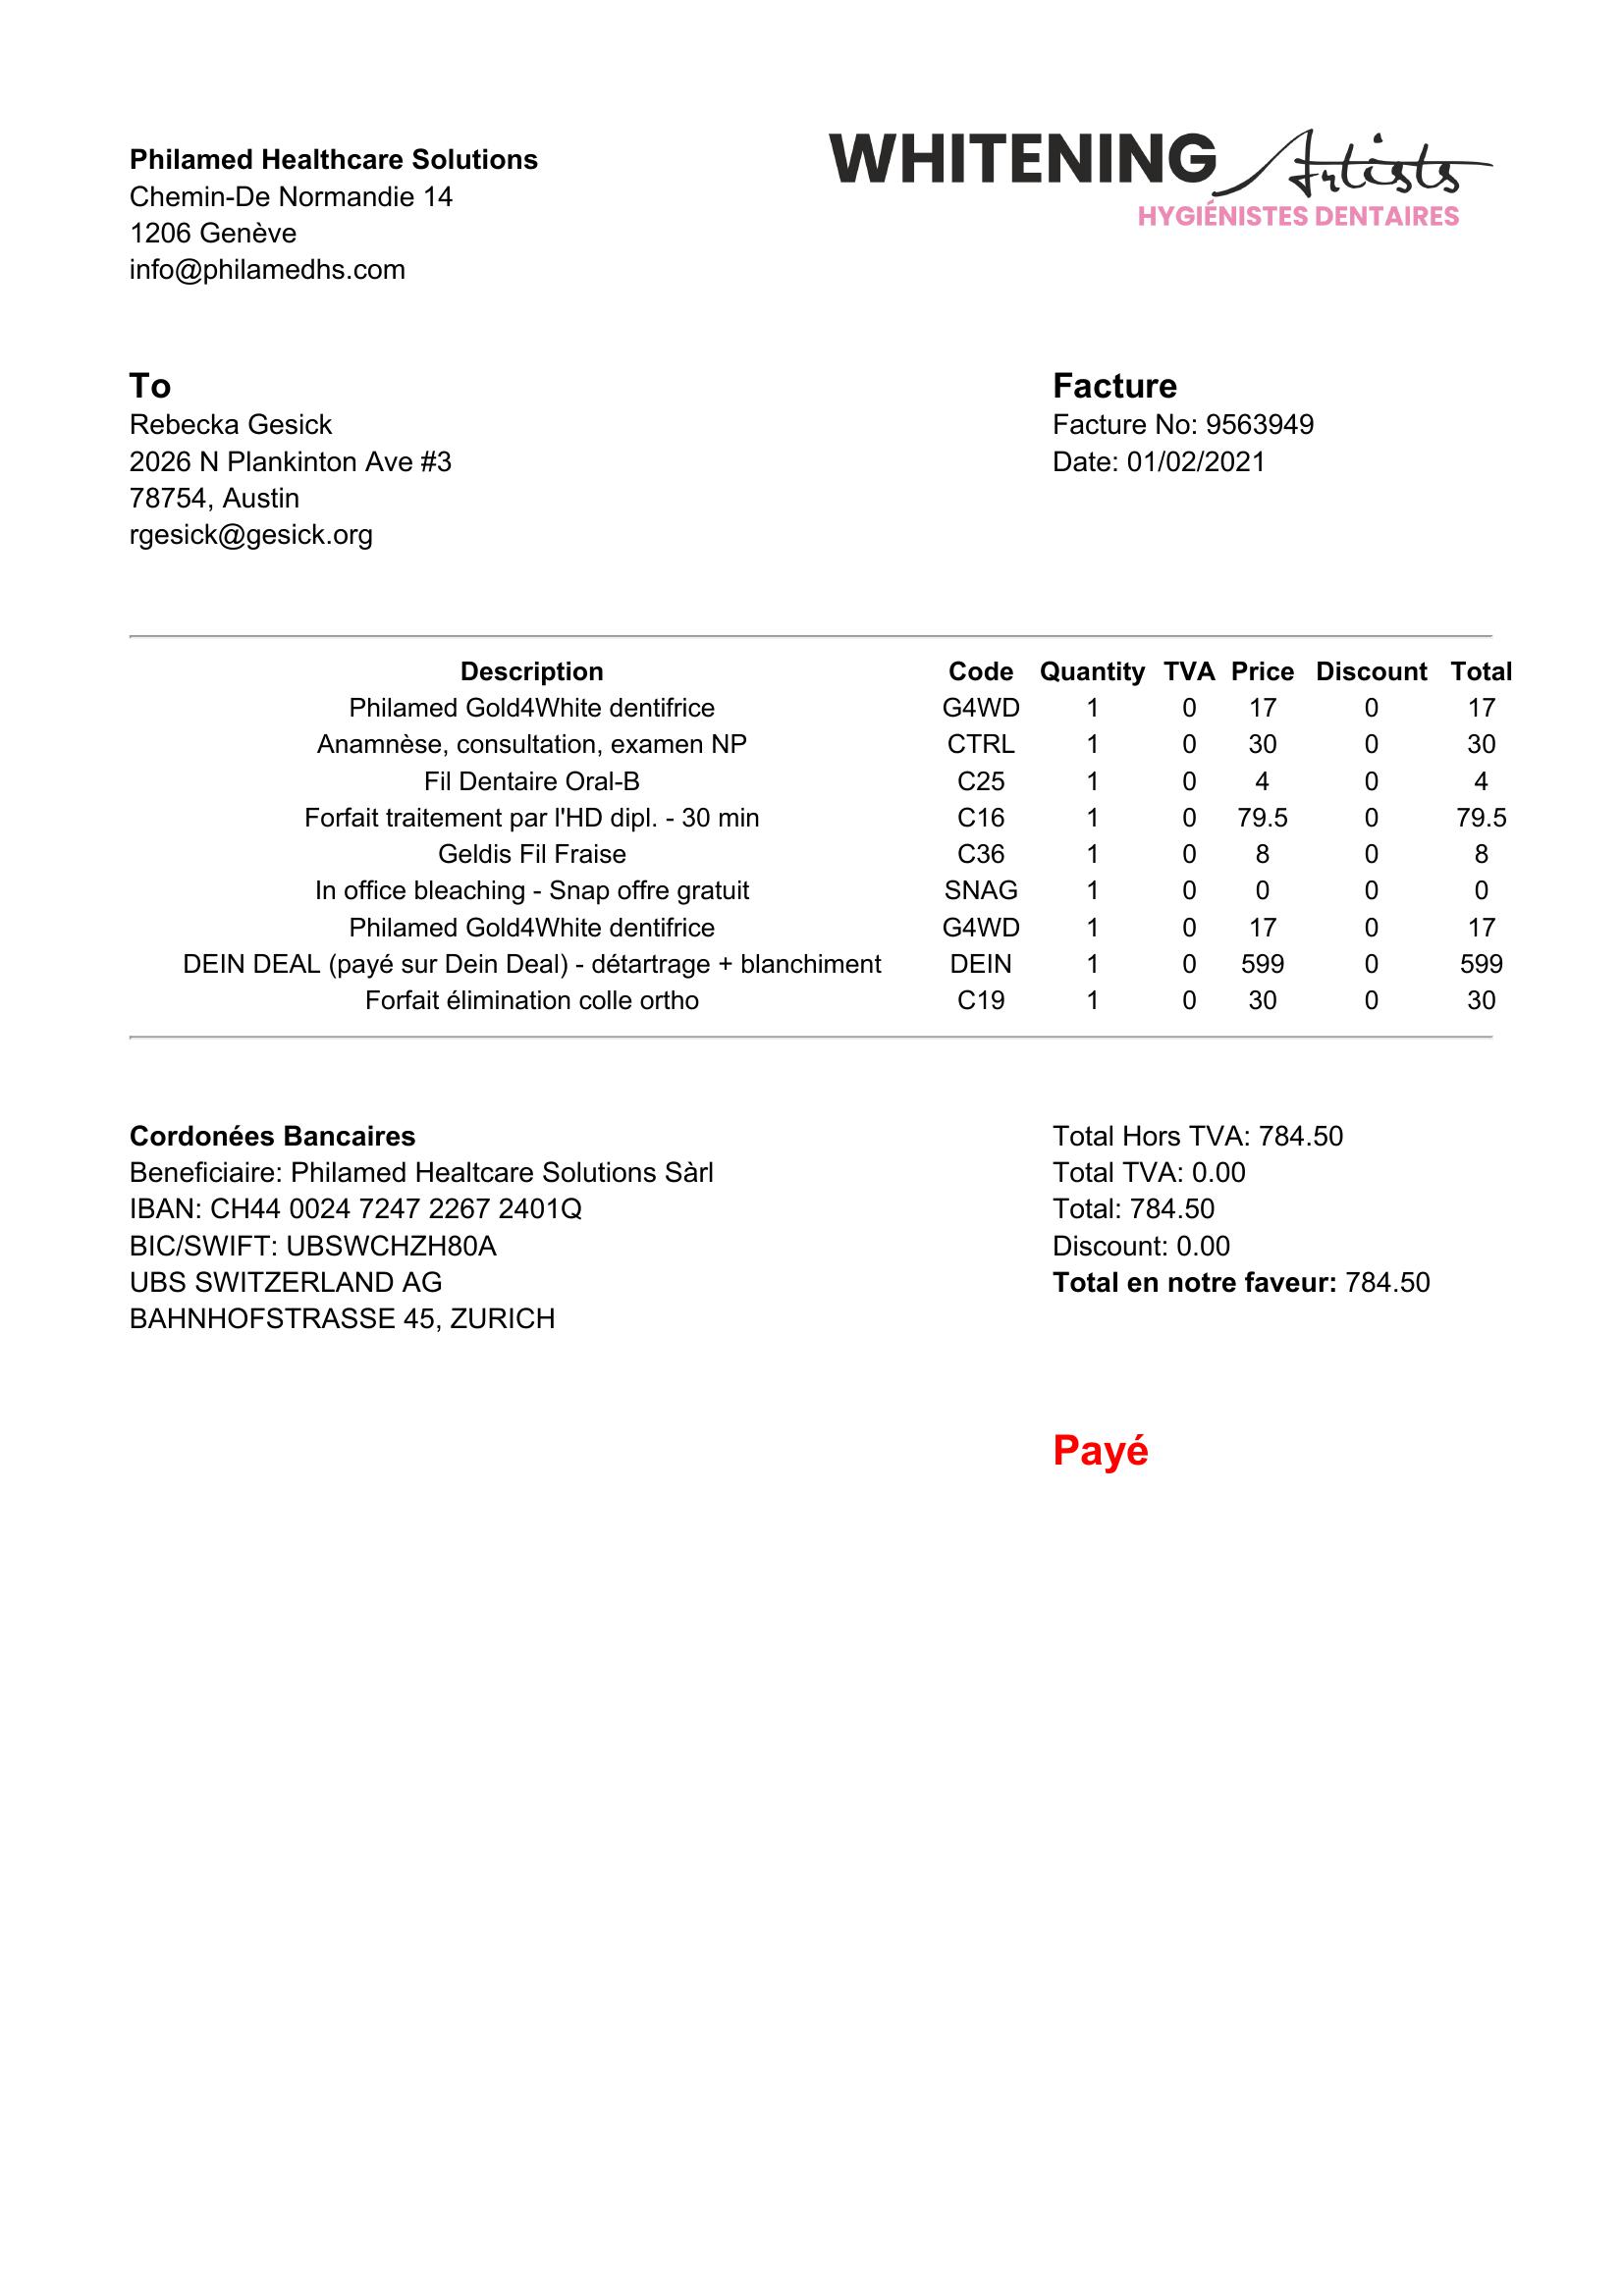 Philamed Healthcare Solutions
Chemin-De Normandie 14
1206 Genève
info@philamedhs.com
WHITENING Artists
HYGIÉNISTES DENTAIRES
To
Rebecka Gesick
2026 N Plankinton Ave #3
78754, Austin
rgesick@gesick.org
Facture
Facture No: 9563949
Date: 01/02/2021
Description Code Quantity TVA Price Discount Total
Philamed Gold4White dentifrice G4WD 1 0 17 0 17
Anamnèse, consultation, examen NP CTRL 1 0 30 0 30
Fil Dentaire Oral-B C25 1 0 4 0 4
Forfait traitement par l'HD dipl. - 30 min C16 1 0 79.5 0 79.5
Geldis Fil Fraise C36 1 0 8 0 8
In office bleaching - Snap offre gratuit SNAG 1 0 0 0 0
Philamed Gold4White dentifrice G4WD 1 0 17 0 17
DEIN DEAL (payé sur Dein Deal) - détartrage + blanchiment DEIN 1 0 599 0 599
Forfait élimination colle ortho C19 1 0 30 0 30
Cordonées Bancaires
Beneficiaire: Philamed Healtcare Solutions Sàrl
IBAN: CH44 0024 7247 2267 2401Q
BIC/SWIFT: UBSWCHZH80A
UBS SWITZERLAND AG
BAHNHOFSTRASSE 45, ZURICH
Total Hors TVA: 784.50
Total TVA: 0.00
Total: 784.50
Discount: 0.00
Total en notre faveur: 784.50
Payé